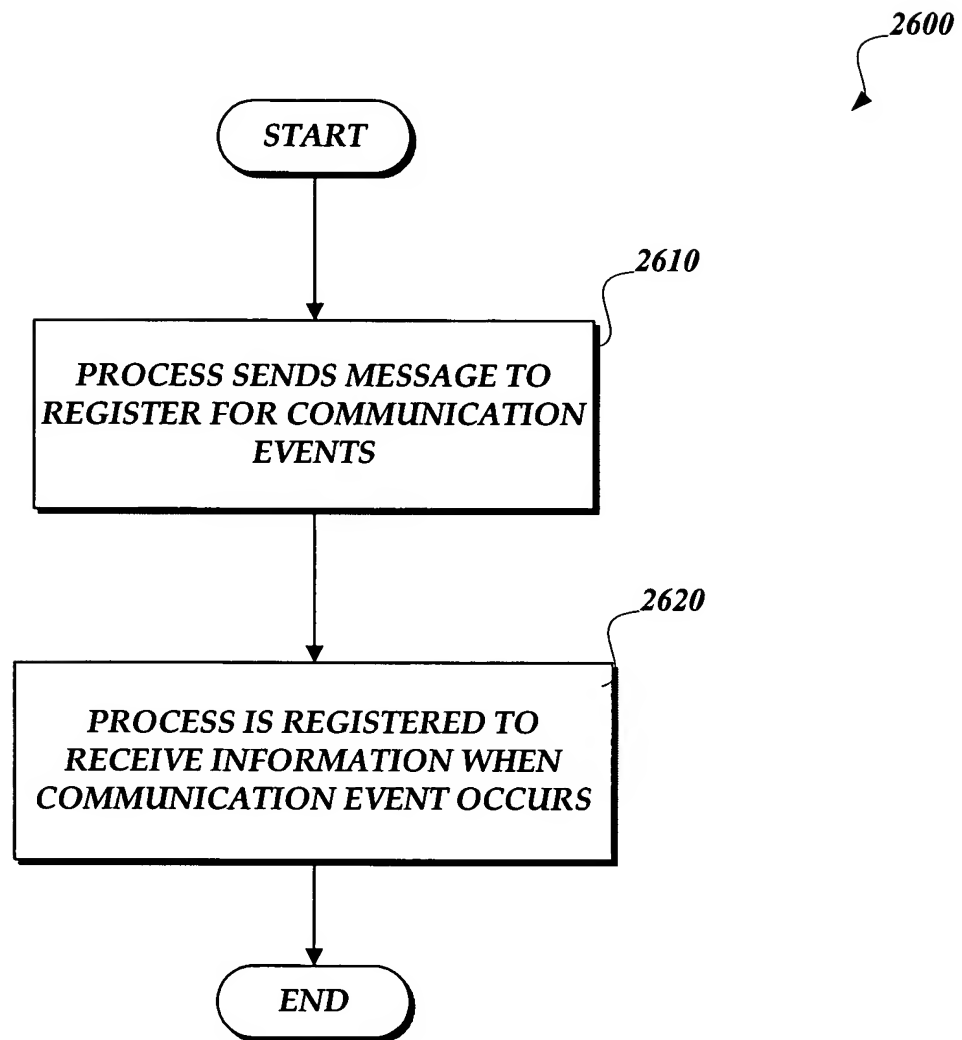 2600
START
2610
PROCESS SENDS MESSAGE TO
REGISTER FOR COMMUNICATION
EVENTS
2620
PROCESS IS REGISTERED TO
RECEIVE INFORMATION WHEN
COMMUNICATION EVENT OCCURS
END